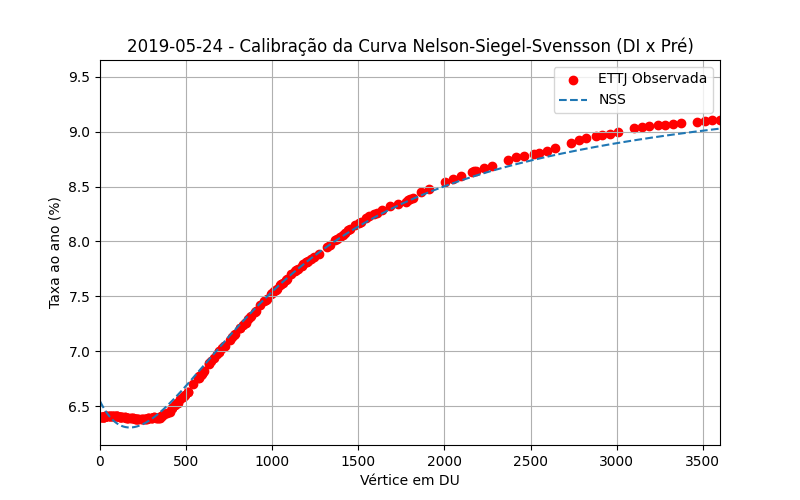 2019-05-24 - Calibração da Curva Nelson-Siegel-Svensson (DI x Pré)
ETTJ Observada
NSS
Taxa ao ano (%)
9.5
9.0
8.5
8.0
7.5
7.0
6.5
0 500 1000 1500 2000 2500 3000 3500
Vértice em DU